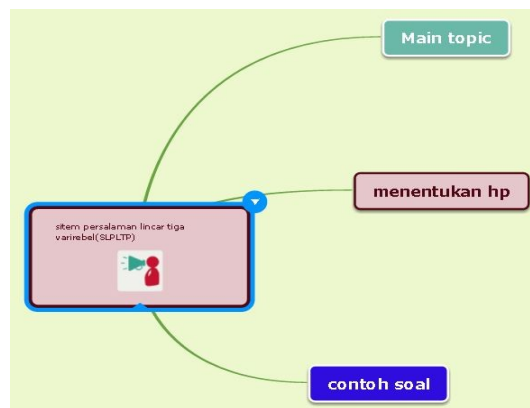 Main topic
menentukan hp
sitem persalaman lincar tiga
varirebel(SLPLTP)
contoh soal